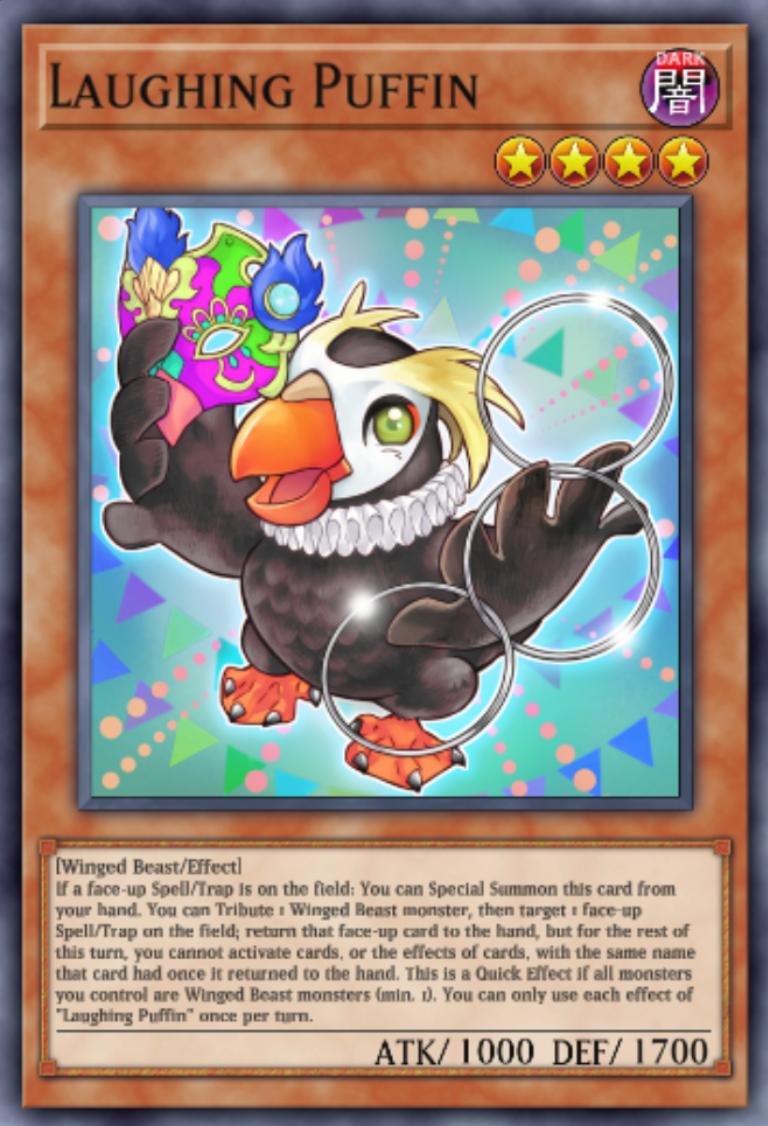 Laughing Puffin
DARK
闇
[Winged Beast/Effect]
If a face-up Spell/Trap is on the field: You can Special Summon this card from
your hand. You can Tribute 1 Winged Beast monster, then target 1 face-up
Spell/Trap on the field; return that face-up card to the hand, but for the rest of
this turn, you cannot activate cards, or the effects of cards, with the same name
that card had once it returned to the hand. This is a Quick Effect if all monsters
you control are Winged Beast monsters (min. 1). You can only use each effect of
"Laughing Puffin" once per turn.
ATK/ 1000 DEF/ 1700